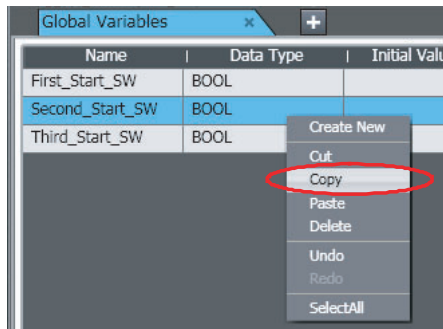 Global Variables × +
Name | Data Type | Initial Valu
First_Start_SW BOOL
Second_Start_SW BOOL
Third_Start_SW BOOL
Create New
Cut
Copy
Paste
Delete
Undo
Redo
SelectAll